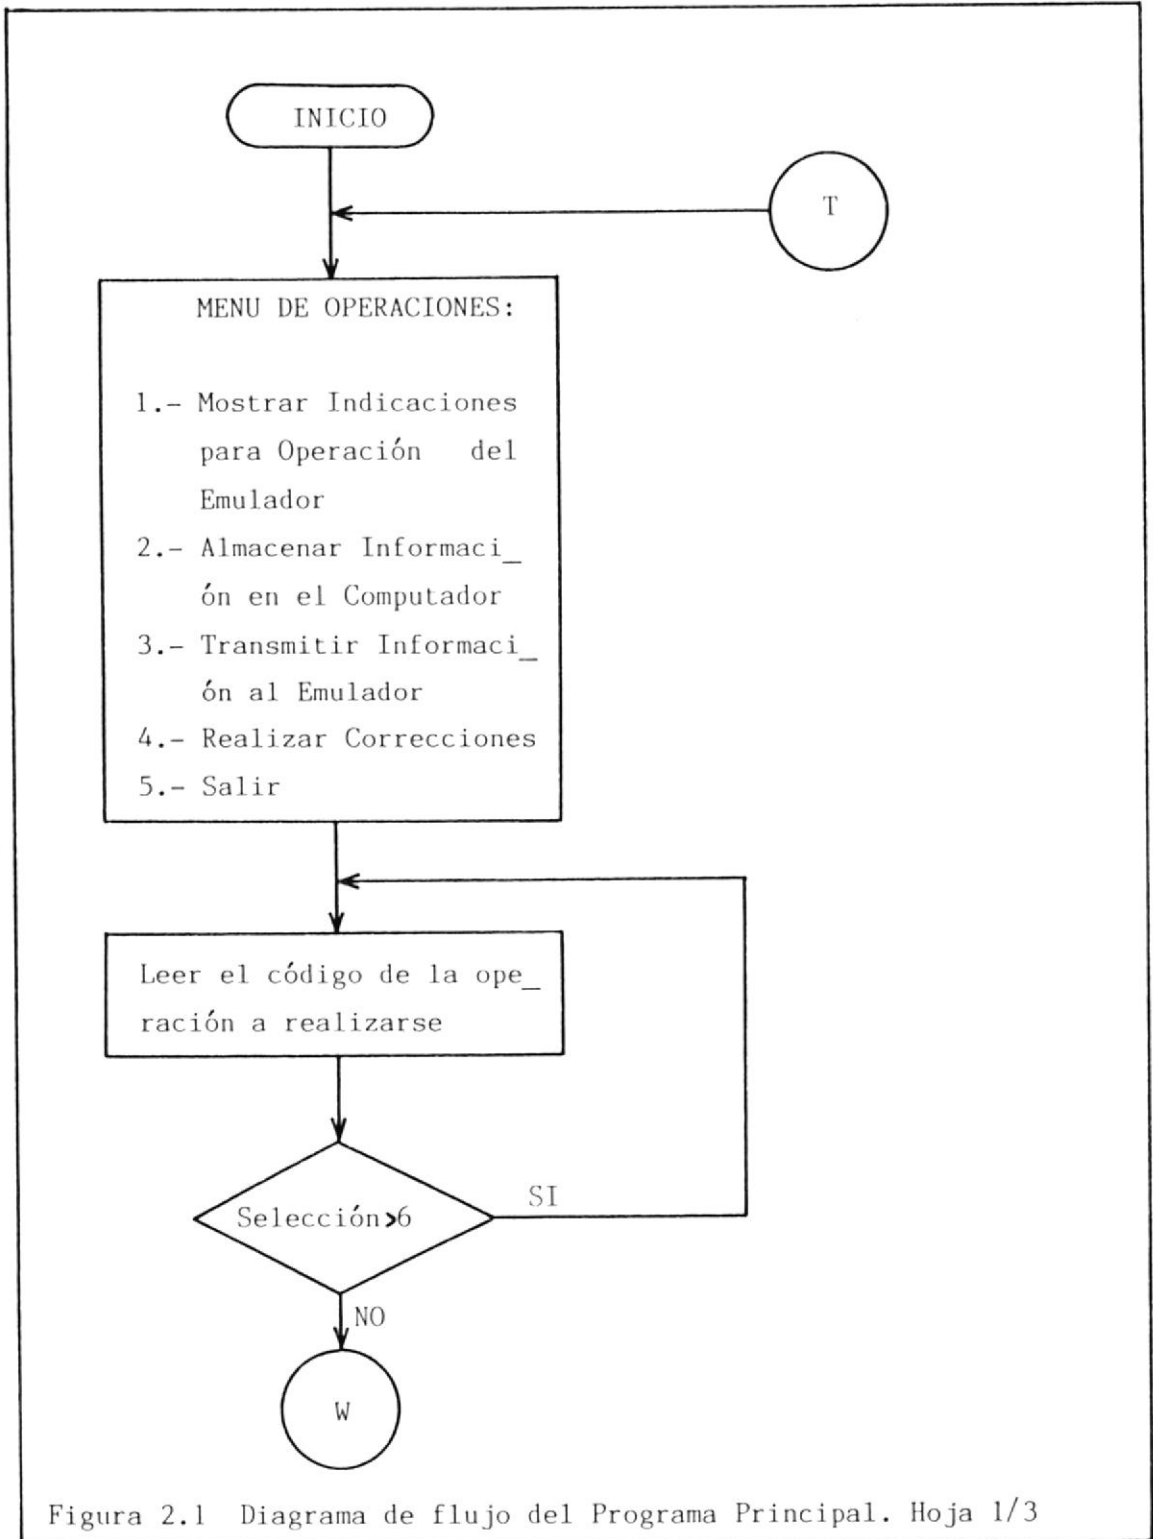 INICIO
T
MENU DE OPERACIONES:
1.- Mostrar Indicaciones
para Operación del
Emulador
2.- Almacenar Informaci_
ón en el Computador
3.- Transmitir Informaci_
ón al Emulador
4.- Realizar Correcciones
5.- Salir
Leer el código de la ope_
ración a realizarse
Selección>6
SI
NO
W
Figura 2.1 Diagrama de flujo del Programa Principal. Hoja 1/3